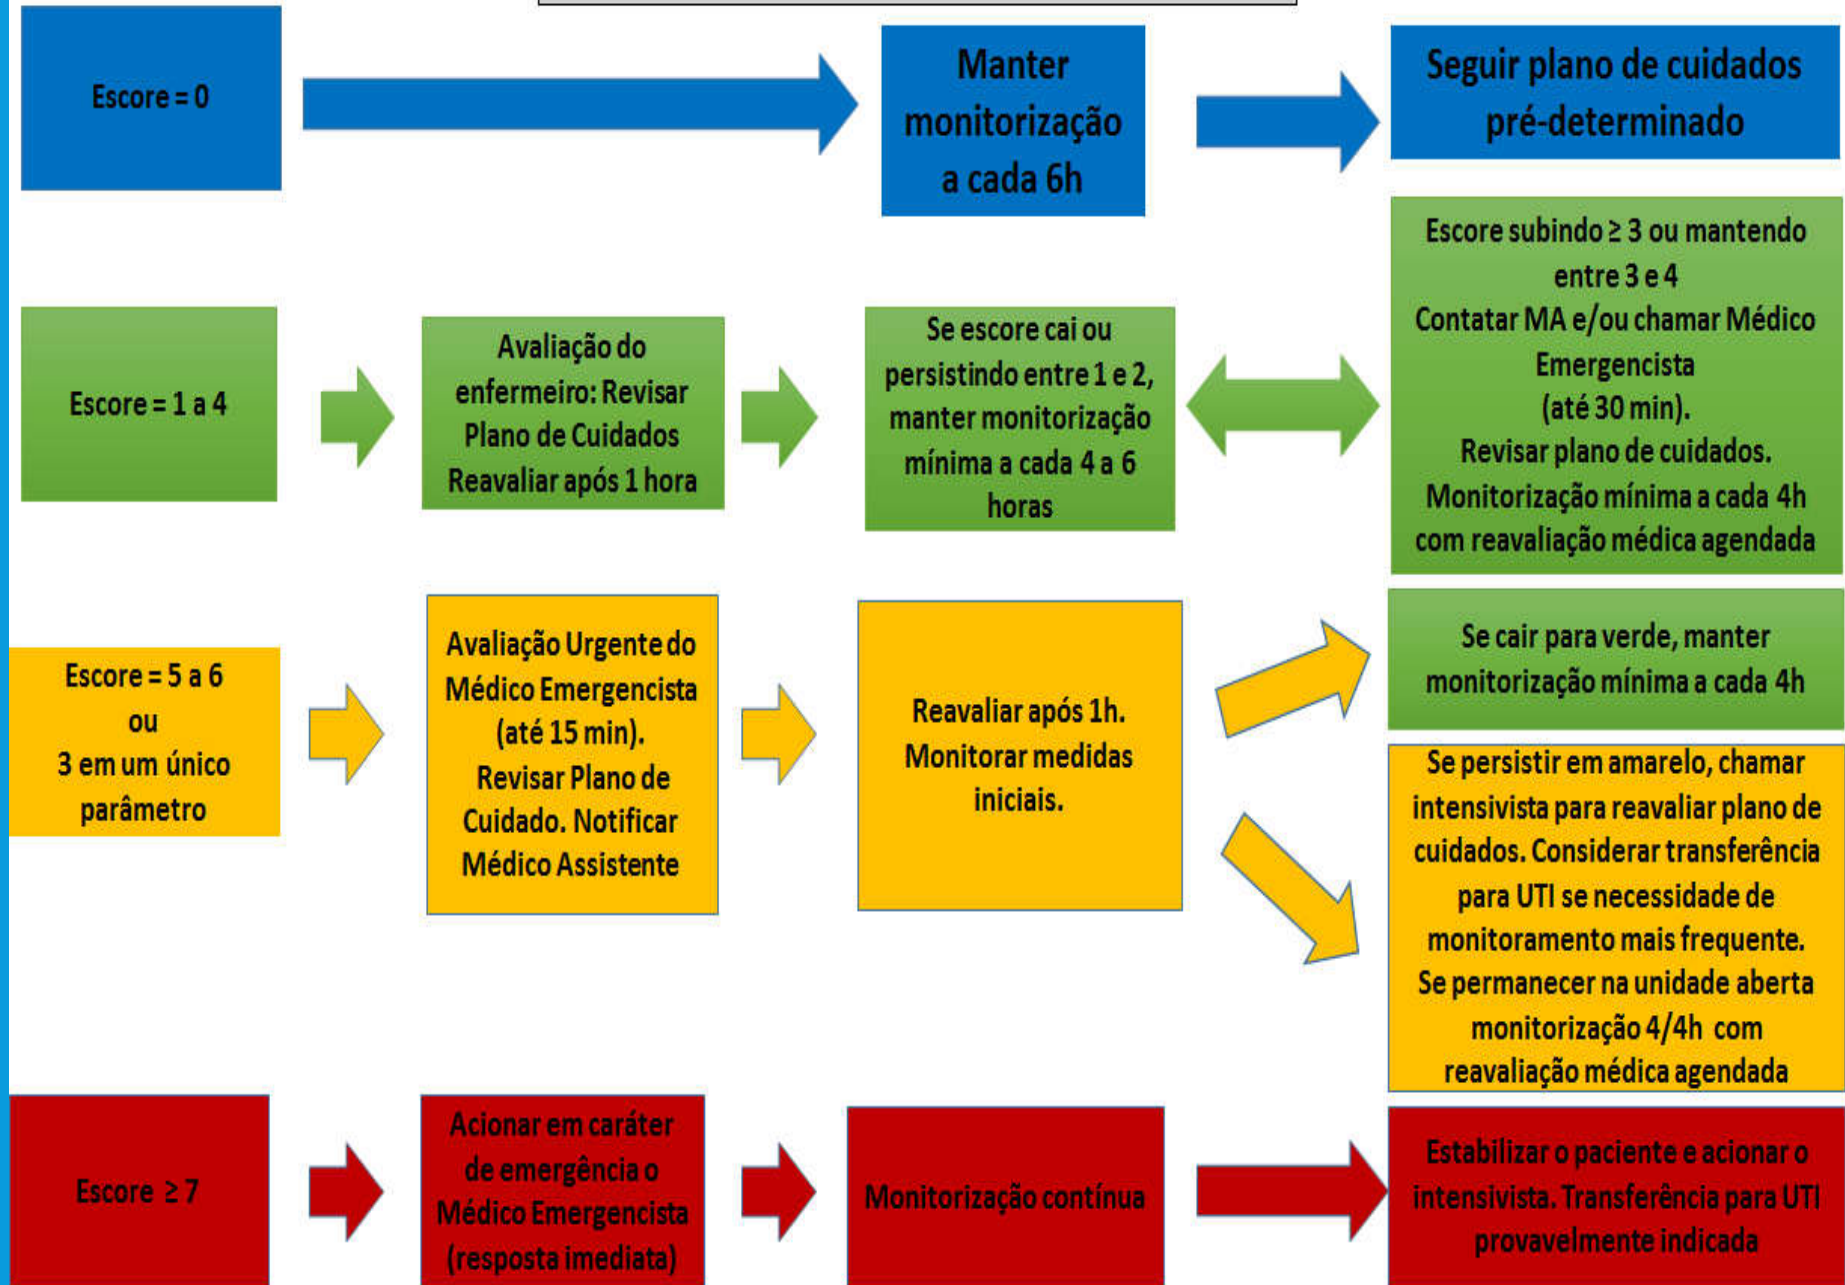 Escore = 0
Manter
monitorização
a cada 6h
Seguir plano de cuidados
pré-determinado
Escore = 1 a 4
Avaliação do
enfermeiro: Revisar
Plano de Cuidados
Reavaliar após 1 hora
Se escore cai ou
persistindo entre 1 e 2,
manter monitorização
mínima a cada 4 a 6
horas
Escore subindo ≥ 3 ou mantendo
entre 3 e 4
Contatar MA e/ou chamar Médico
Emergencista
(até 30 min).
Revisar plano de cuidados.
Monitorização mínima a cada 4h
com reavaliação médica agendada
Escore = 5 a 6
ou
3 em um único
parâmetro
Avaliação Urgente do
Médico Emergencista
(até 15 min).
Revisar Plano de
Cuidado. Notificar
Médico Assistente
Reavaliar após 1h.
Monitorar medidas
iniciais.
Se cair para verde, manter
monitorização mínima a cada 4h
Se persistir em amarelo, chamar
intensivista para reavaliar plano de
cuidados. Considerar transferência
para UTI se necessidade de
monitoramento mais frequente.
Se permanecer na unidade aberta
monitorização 4/4h com
reavaliação médica agendada
Escore ≥ 7
Acionar em caráter
de emergência o
Médico Emergencista
(resposta imediata)
Monitorização contínua
Estabilizar o paciente e acionar o
intensivista. Transferência para UTI
provavelmente indicada